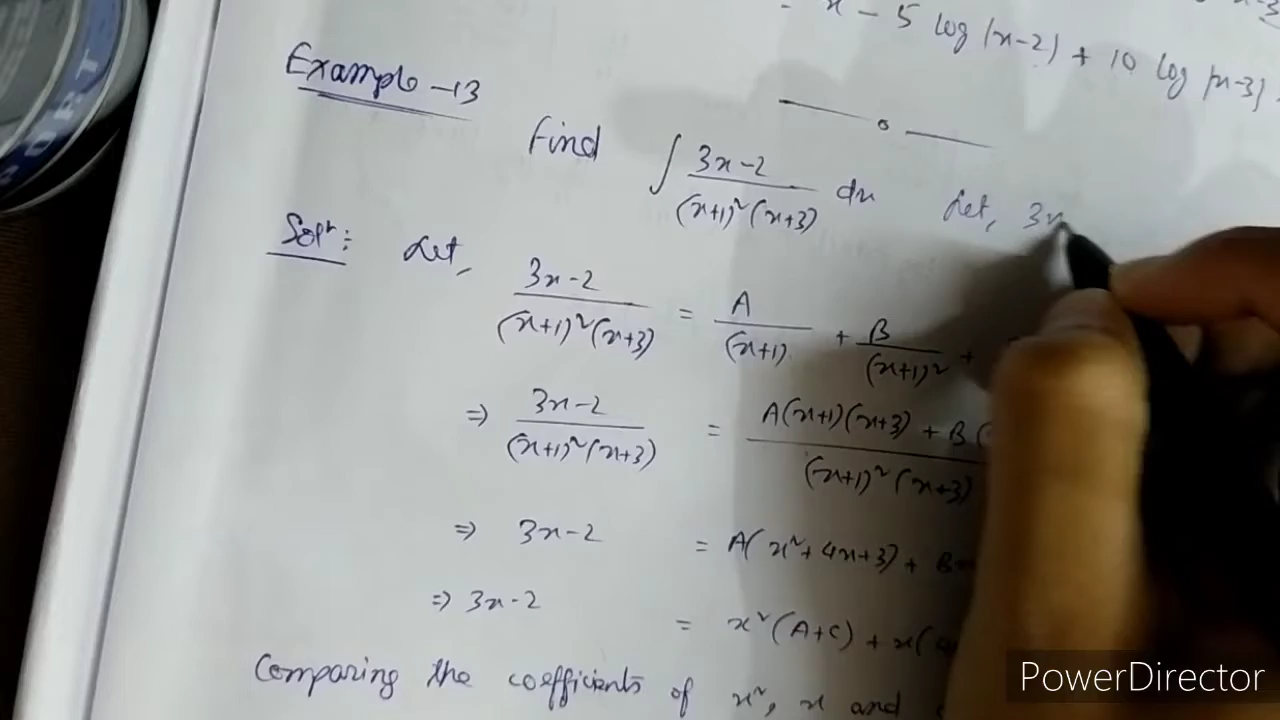 x - 5 log |x-2| + 10 log |x-3|
Example -13
Find ∫ (3x-2)/((x+1)²(x+3)) dx Let, 3x
Solⁿ: Let,
(3x-2)/((x+1)²(x+3)) = A/(x+1) + B/(x+1)² +
⇒ (3x-2)/((x+1)²(x+3)) = (A(x+1)(x+3) + B(/((x+1)²(x+3)
⇒ 3x-2 = A(x²+4x+3) + B
⇒ 3x-2 = x²(A+C) + x(
Comparing the coefficients of x², x and
PORT
PowerDirector